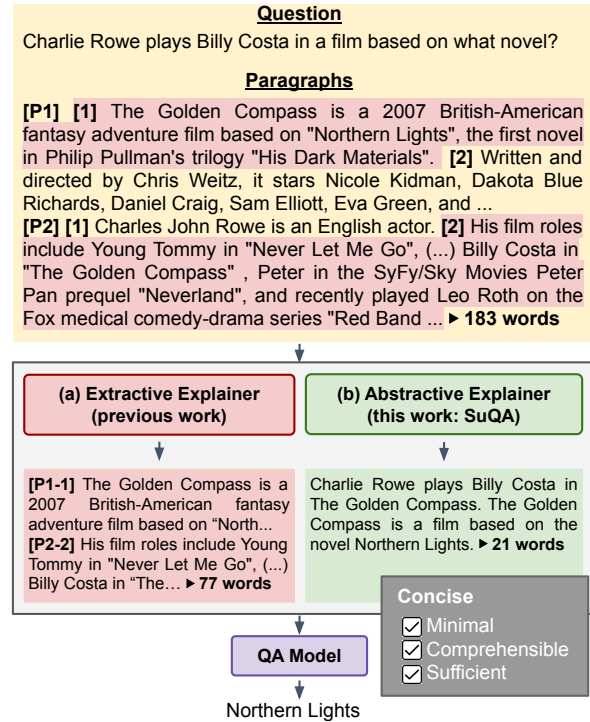 Question
Charlie Rowe plays Billy Costa in a film based on what novel?
Paragraphs
[P1] [1] The Golden Compass is a 2007 British-American
fantasy adventure film based on "Northern Lights", the first novel
in Philip Pullman's trilogy "His Dark Materials". [2] Written and
directed by Chris Weitz, it stars Nicole Kidman, Dakota Blue
Richards, Daniel Craig, Sam Elliott, Eva Green, and ...
[P2] [1] Charles John Rowe is an English actor. [2] His film roles
include Young Tommy in "Never Let Me Go", (...) Billy Costa in
"The Golden Compass" , Peter in the SyFy/Sky Movies Peter
Pan prequel "Neverland", and recently played Leo Roth on the
Fox medical comedy-drama series "Red Band ... ▶ 183 words
(a) Extractive Explainer
(previous work)
(b) Abstractive Explainer
(this work: SuQA)
[P1-1] The Golden Compass is a
2007 British-American fantasy
adventure film based on “North...
[P2-2] His film roles include Young
Tommy in "Never Let Me Go", (...)
Billy Costa in “The… ▶ 77 words
Charlie Rowe plays Billy Costa in
The Golden Compass. The Golden
Compass is a film based on the
novel Northern Lights. ▶ 21 words
Concise
Minimal
Comprehensible
Sufficient
QA Model
Northern Lights